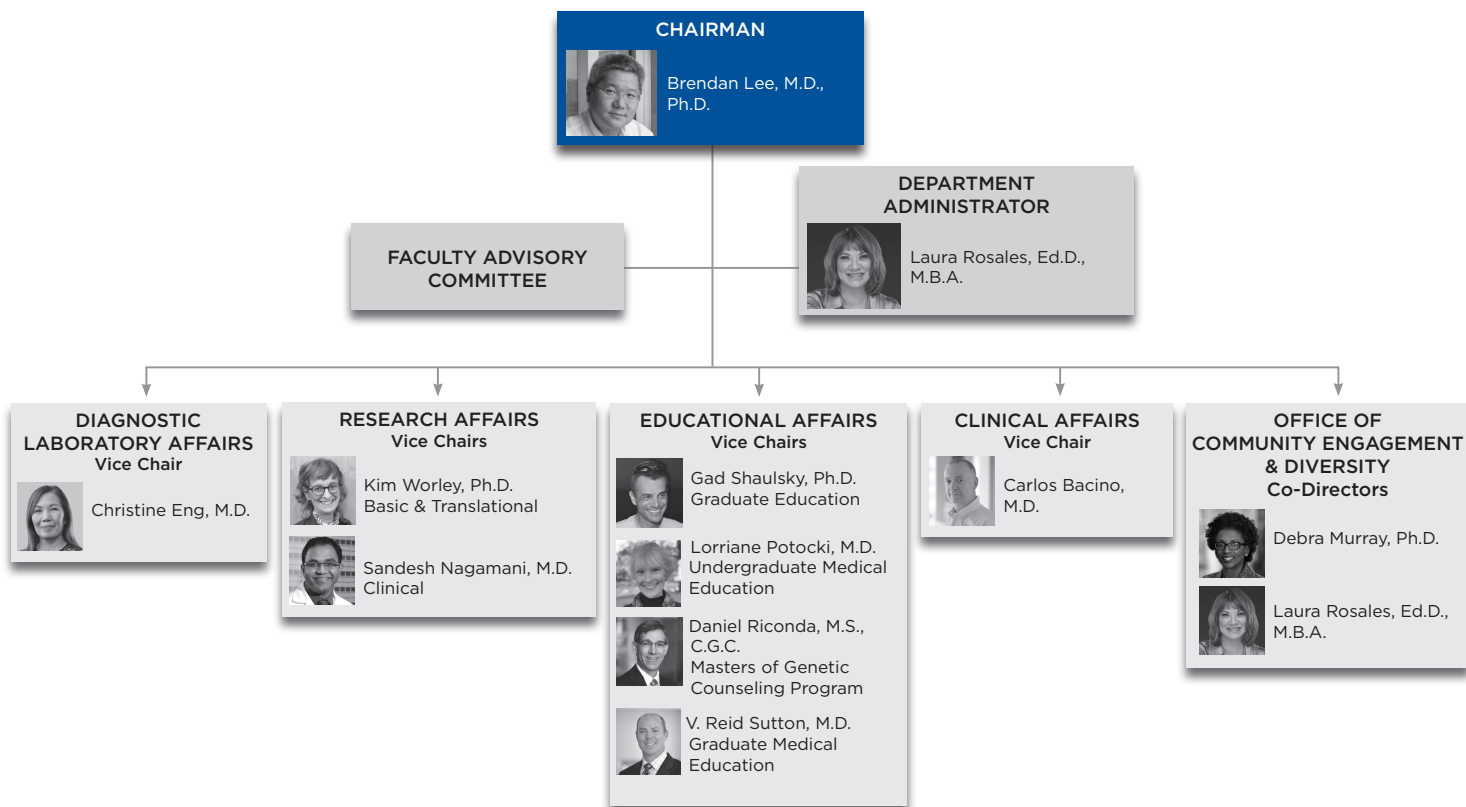 CHAIRMAN
Brendan Lee, M.D.,
Ph.D.
DEPARTMENT
ADMINISTRATOR
Laura Rosales, Ed.D.,
M.B.A.
FACULTY ADVISORY
COMMITTEE
DIAGNOSTIC
LABORATORY AFFAIRS
Vice Chair
Christine Eng, M.D.
RESEARCH AFFAIRS
Vice Chairs
Kim Worley, Ph.D.
Basic & Translational
Sandesh Nagamani, M.D.
Clinical
EDUCATIONAL AFFAIRS
Vice Chairs
Gad Shaulsky, Ph.D.
Graduate Education
Lorriane Potocki, M.D.
Undergraduate Medical
Education
Daniel Riconda, M.S.,
C.G.C.
Masters of Genetic
Counseling Program
V. Reid Sutton, M.D.
Graduate Medical
Education
CLINICAL AFFAIRS
Vice Chair
Carlos Bacino,
M.D.
OFFICE OF
COMMUNITY ENGAGEMENT
& DIVERSITY
Co-Directors
Debra Murray, Ph.D.
Laura Rosales, Ed.D.,
M.B.A.